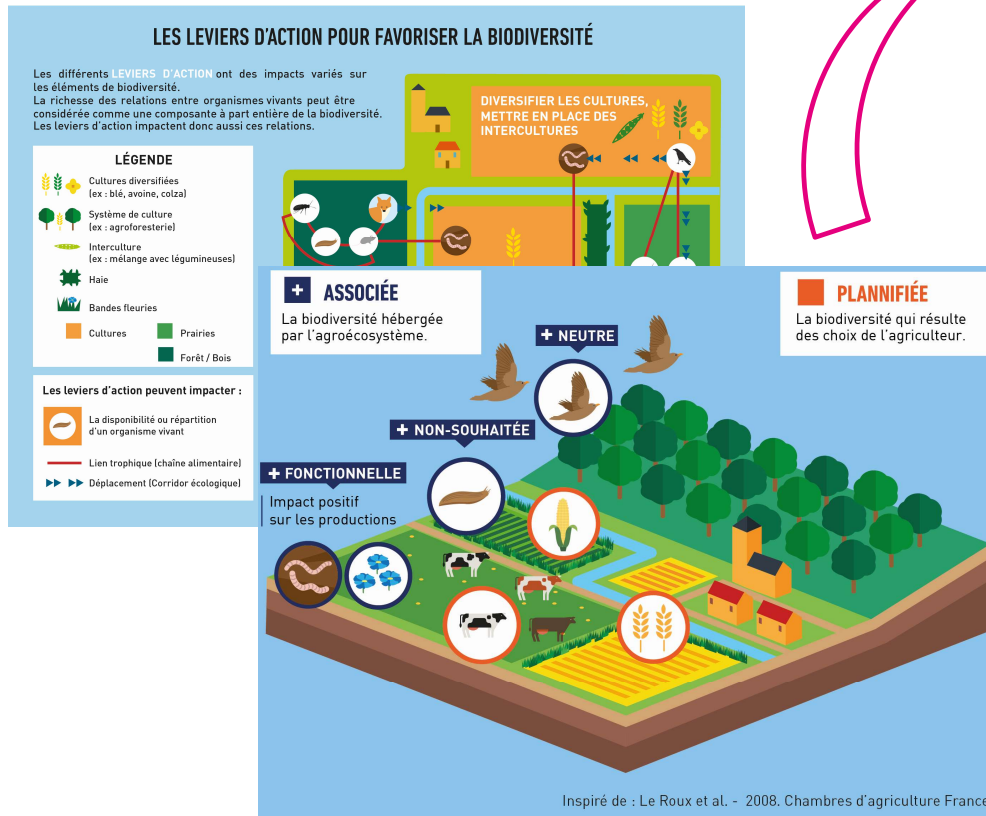 LES LEVIERS D'ACTION POUR FAVORISER LA BIODIVERSITÉ
Les différents LEVIERS D'ACTION ont des impacts variés sur
les éléments de biodiversité.
La richesse des relations entre organismes vivants peut être
considérée comme une composante à part entière de la biodiversité.
Les leviers d'action impactent donc aussi ces relations.
DIVERSIFIER LES CULTURES,
METTRE EN PLACE DES
INTERCULTURES
LÉGENDE
Cultures diversifiées
(ex : blé, avoine, colza)
Système de culture
(ex : agroforesterie)
Interculture
(ex : mélange avec légumineuses)
Haie
Bandes fleuries
Cultures
Prairies
Forêt / Bois
Les leviers d'action peuvent impacter :
La disponibilité ou répartition
d'un organisme vivant
Lien trophique (chaîne alimentaire)
Déplacement (Corridor écologique)
+ ASSOCIÉE
La biodiversité hébergée
par l'agroécosystème.
PLANNIFIÉE
La biodiversité qui résulte
des choix de l'agriculteur.
+ NEUTRE
+ NON-SOUHAITÉE
+ FONCTIONNELLE
Impact positif
sur les productions
Inspiré de : Le Roux et al. - 2008. Chambres d'agriculture France